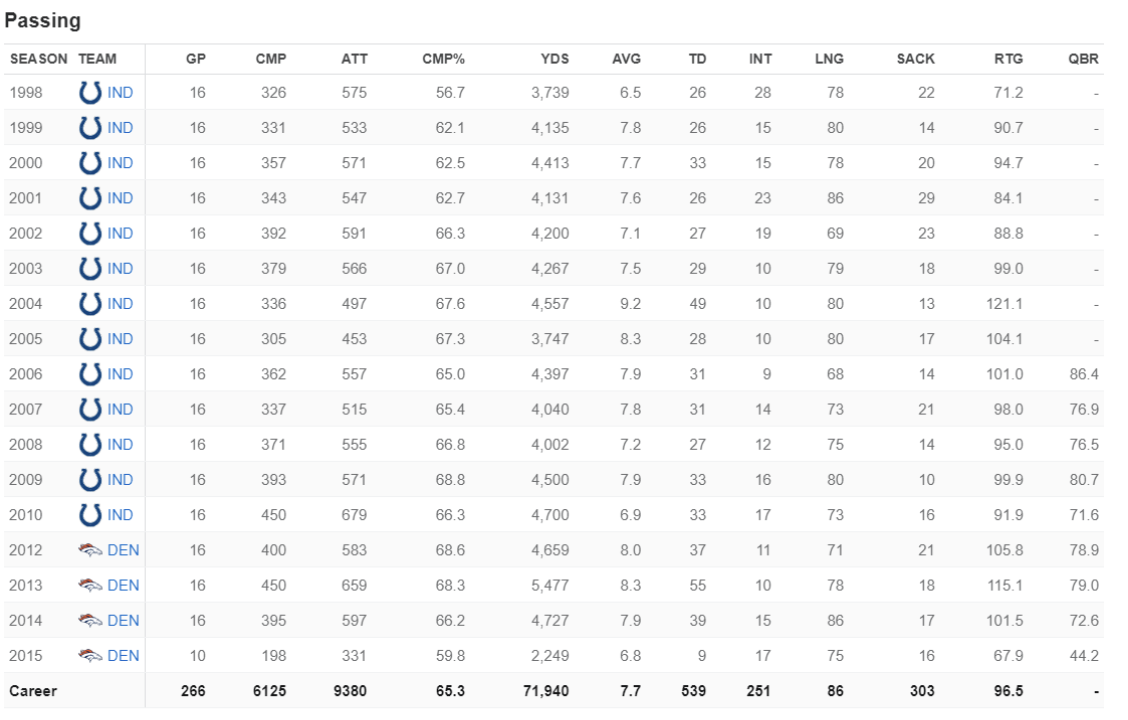 Passing
SEASON TEAM GP CMP ATT CMP% YDS AVG TD INT LNG SACK RTG QBR
1998 IND 16 326 575 56.7 3,739 6.5 26 28 78 22 71.2 -
1999 IND 16 331 533 62.1 4,135 7.8 26 15 80 14 90.7 -
2000 IND 16 357 571 62.5 4,413 7.7 33 15 78 20 94.7 -
2001 IND 16 343 547 62.7 4,131 7.6 26 23 86 29 84.1 -
2002 IND 16 392 591 66.3 4,200 7.1 27 19 69 23 88.8 -
2003 IND 16 379 566 67.0 4,267 7.5 29 10 79 18 99.0 -
2004 IND 16 336 497 67.6 4,557 9.2 49 10 80 13 121.1 -
2005 IND 16 305 453 67.3 3,747 8.3 28 10 80 17 104.1 -
2006 IND 16 362 557 65.0 4,397 7.9 31 9 68 14 101.0 86.4
2007 IND 16 337 515 65.4 4,040 7.8 31 14 73 21 98.0 76.9
2008 IND 16 371 555 66.8 4,002 7.2 27 12 75 14 95.0 76.5
2009 IND 16 393 571 68.8 4,500 7.9 33 16 80 10 99.9 80.7
2010 IND 16 450 679 66.3 4,700 6.9 33 17 73 16 91.9 71.6
2012 DEN 16 400 583 68.6 4,659 8.0 37 11 71 21 105.8 78.9
2013 DEN 16 450 659 68.3 5,477 8.3 55 10 78 18 115.1 79.0
2014 DEN 16 395 597 66.2 4,727 7.9 39 15 86 17 101.5 72.6
2015 DEN 10 198 331 59.8 2,249 6.8 9 17 75 16 67.9 44.2
Career 266 6125 9380 65.3 71,940 7.7 539 251 86 303 96.5 -